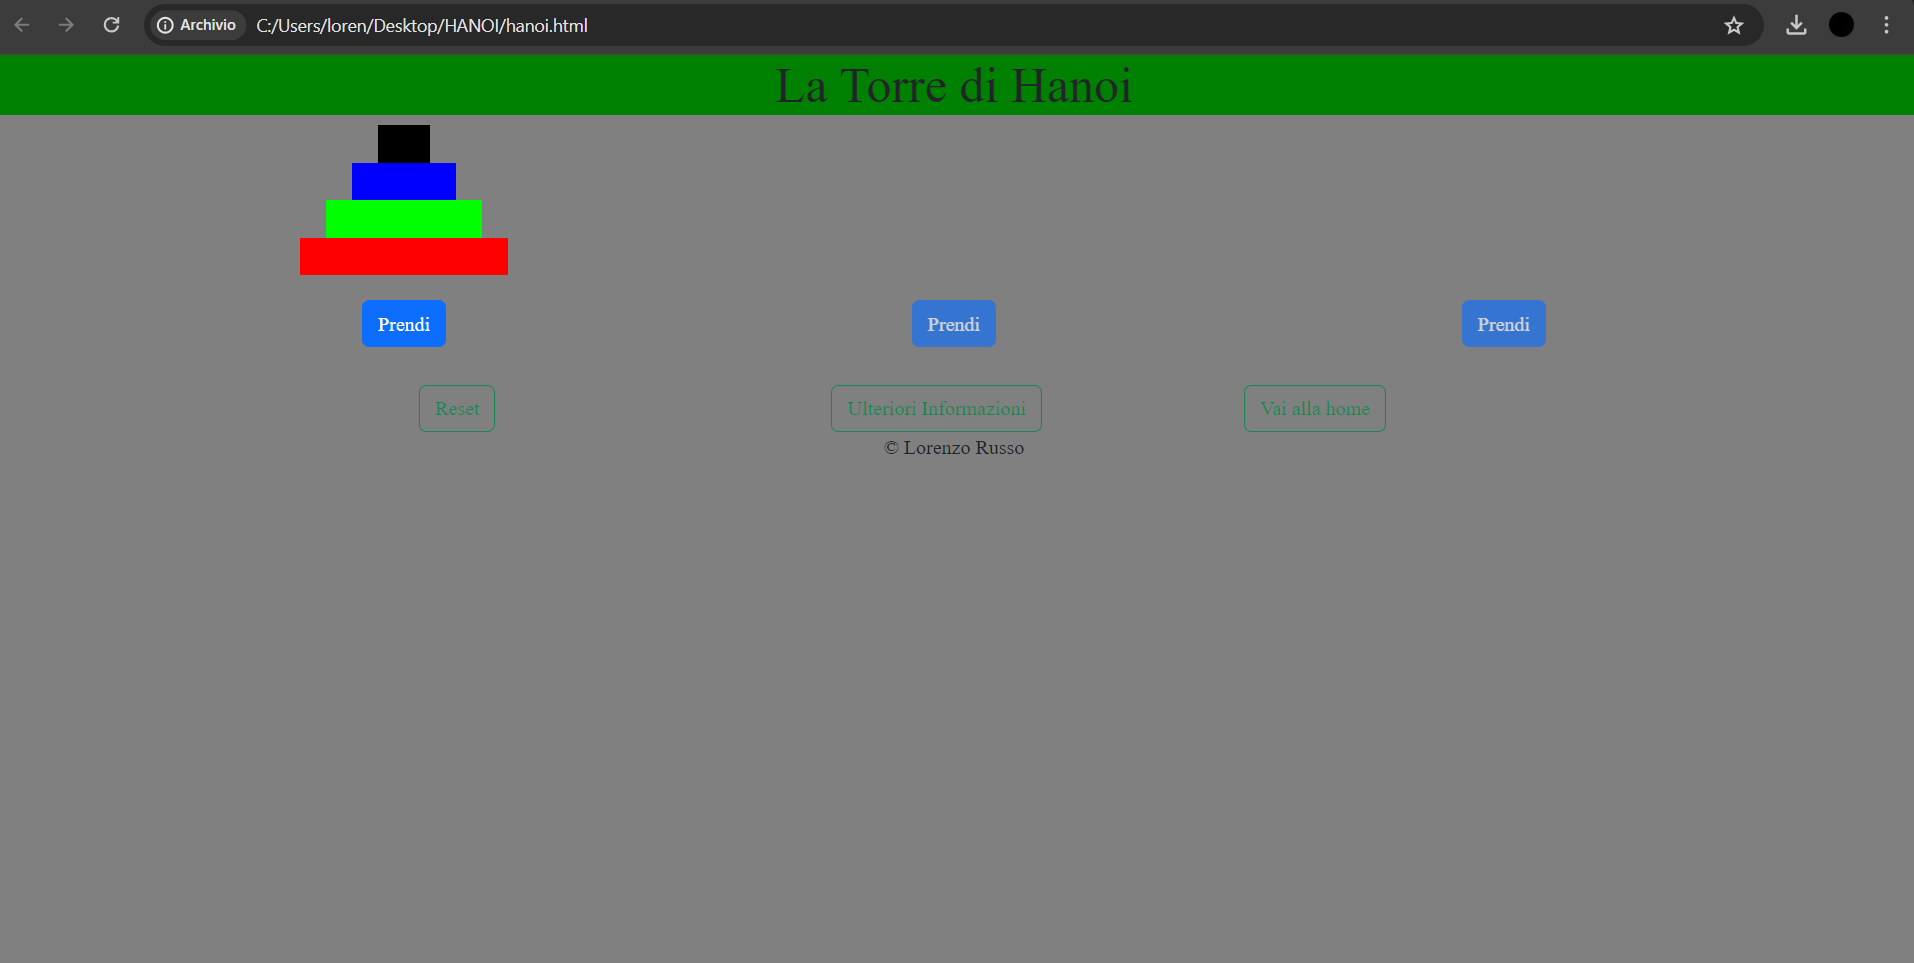 Archivio C:/Users/loren/Desktop/HANOI/hanoi.html
La Torre di Hanoi
Prendi Prendi Prendi
Reset Ulteriori Informazioni Vai alla home
© Lorenzo Russo